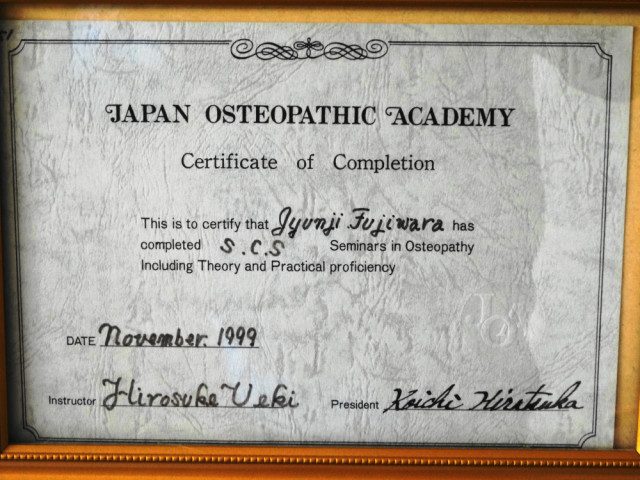 JAPAN OSTEOPATHIC ACADEMY
Certificate of Completion
This is to certify that Jyunji Fujiwara has
completed S.C.S Seminars in Osteopathy
Including Theory and Practical proficiency
DATE November. 1999
Instructor Hirosuke Ueki President Koichi Hiratsuka